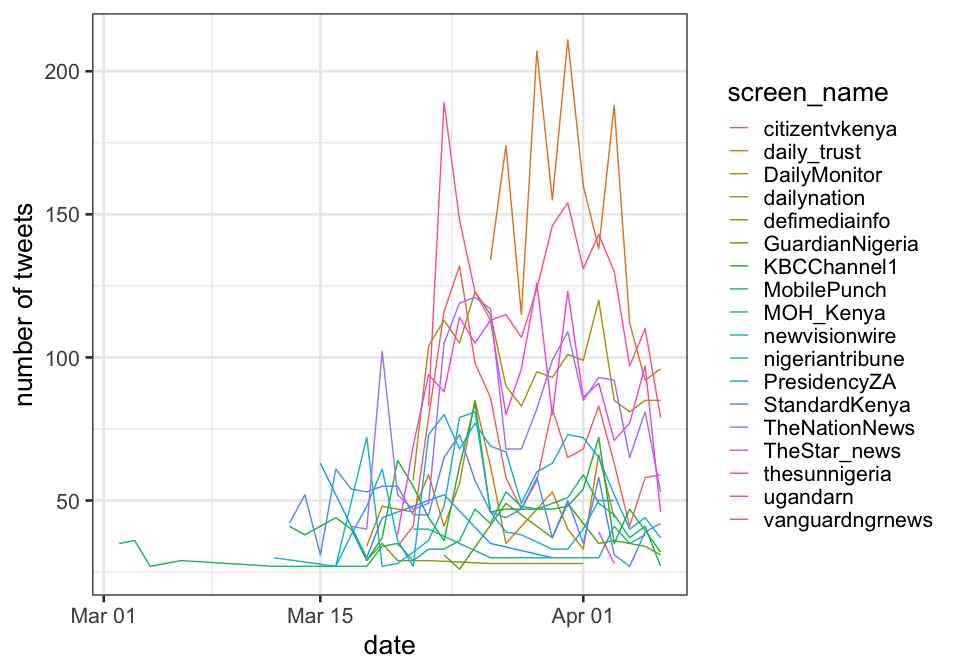 200
150
100
50
number of tweets
Mar 01
Mar 15
Apr 01
date
screen_name
citizentvkenya
daily_trust
DailyMonitor
dailynation
defimediainfo
GuardianNigeria
KBCChannel1
MobilePunch
MOH_Kenya
newvisionwire
nigeriantribune
PresidencyZA
StandardKenya
TheNationNews
TheStar_news
thesunnigeria
ugandarn
vanguardngrnews